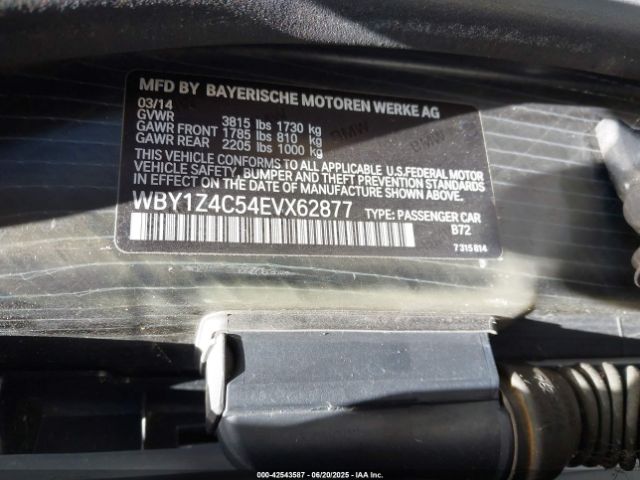 MFD BY BAYERISCHE MOTOREN WERKE AG
03/14
GVWR 3815 lbs 1730 kg
GAWR FRONT 1785 lbs 810 kg
GAWR REAR 2205 lbs 1000 kg
THIS VEHICLE CONFORMS TO ALL APPLICABLE U.S.FEDERAL MOTOR
VEHICLE SAFETY, BUMPER AND THEFT PREVENTION STANDARDS
IN EFFECT ON THE DATE OF MANUFACTURE SHOWN ABOVE.
WBY1Z4C54EVX62877 TYPE: PASSENGER CAR
B72
7315814
000-42543587 - 06/20/2025 - IAA Inc.